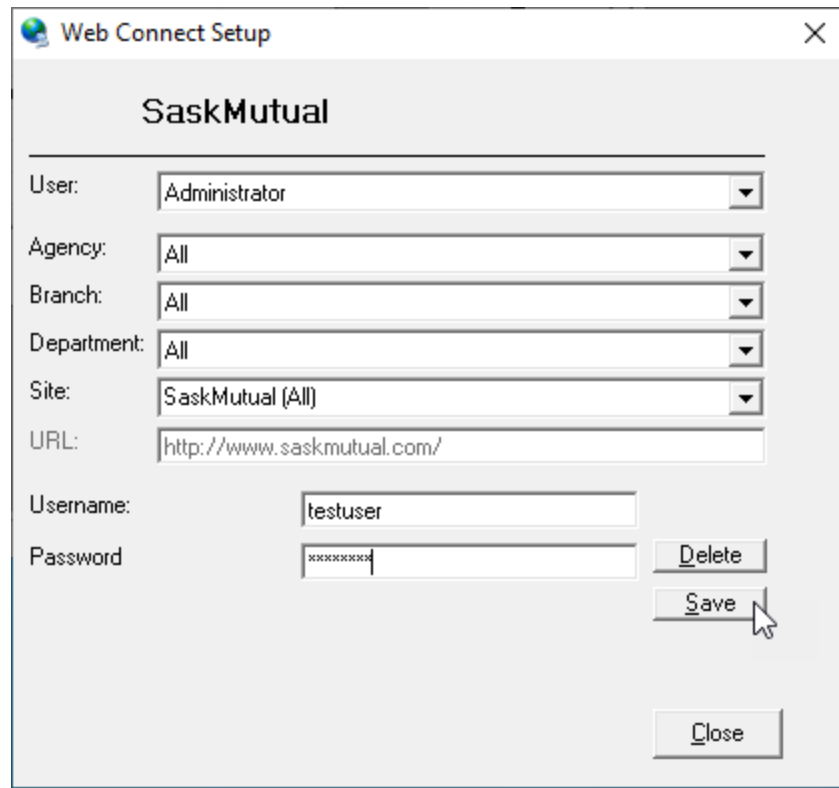 Web Connect Setup
SaskMutual
User: Administrator
Agency: All
Branch: All
Department: All
Site: SaskMutual (All)
URL: http://www.saskmutual.com/
Username: testuser
Password ********
Delete
Save
Close